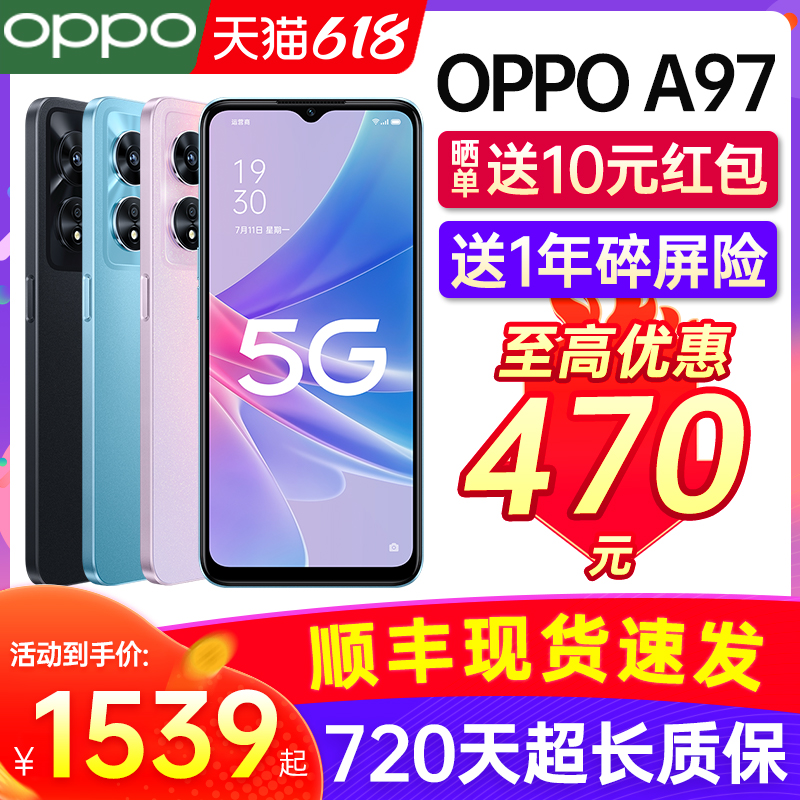 oppo 天猫618
OPPO A97
晒单送10元红包
送1年碎屏险
至高优惠
470
元
运营商
19
30
7月11日 星期一
5G
活动到手价:
¥1539起
顺丰现货速发
720天超长质保